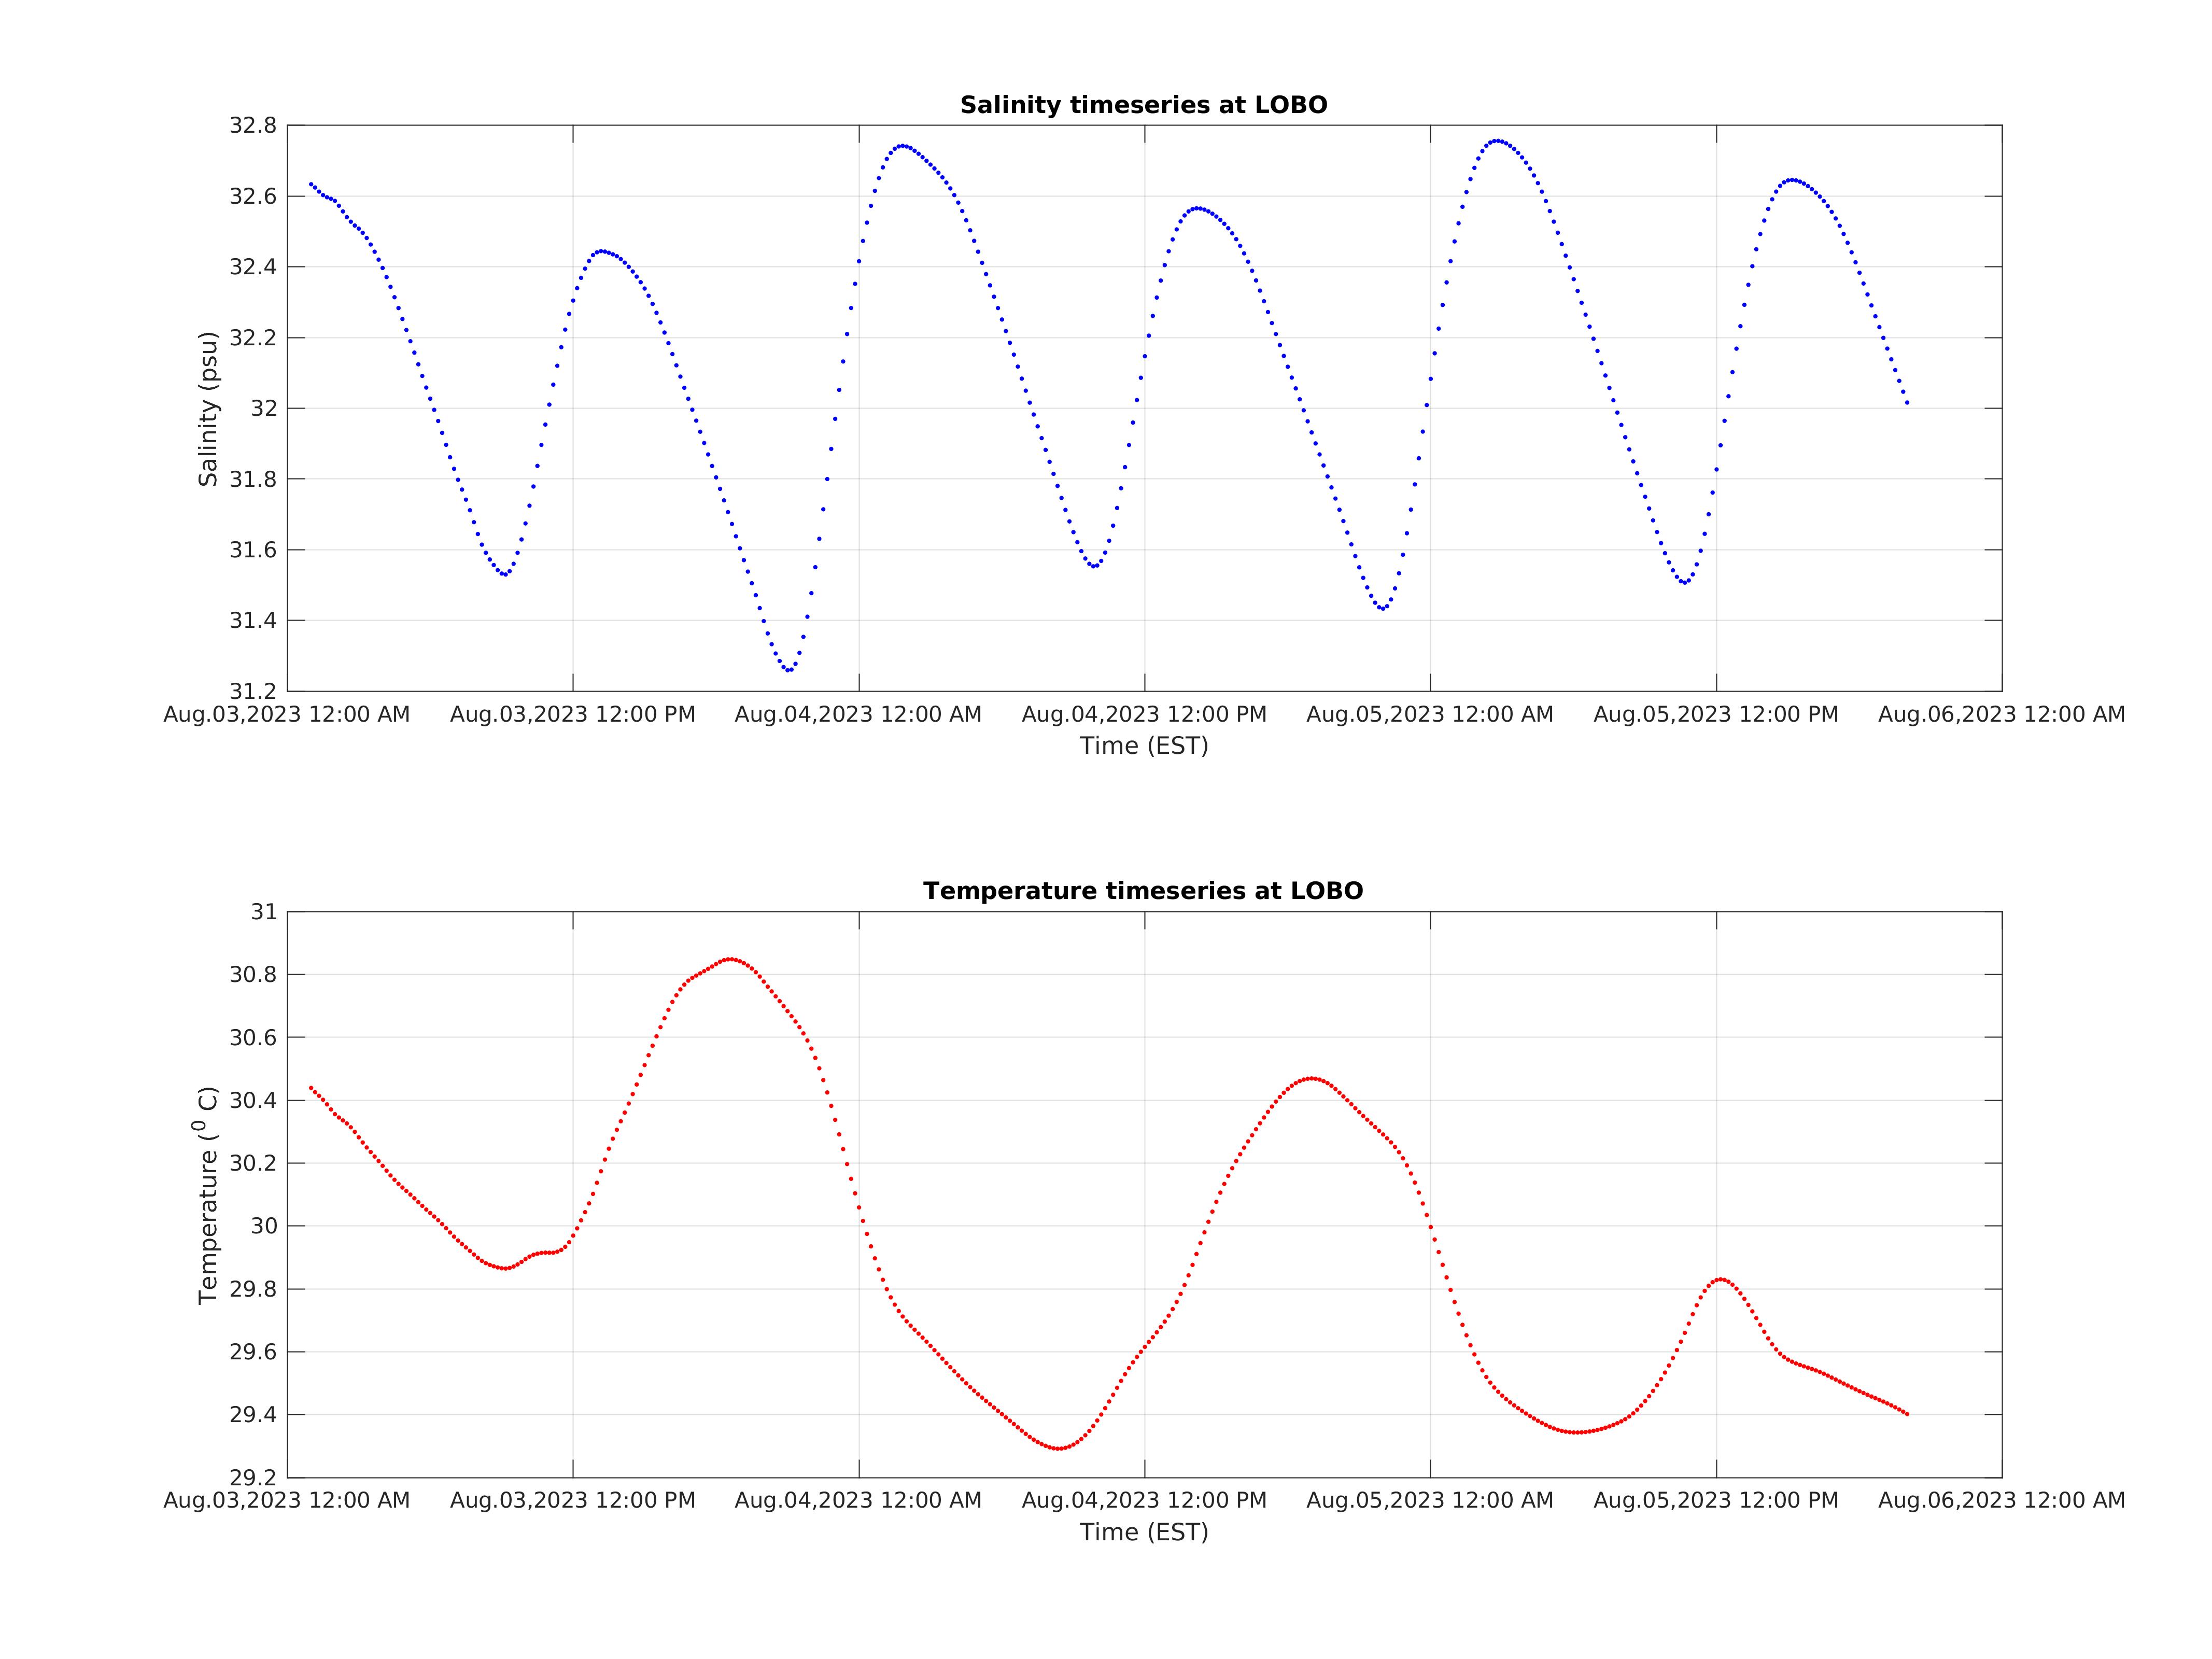 Salinity timeseries at LOBO
32.8
32.6
32.4
32.2
32
31.8
31.6
31.4
31.2
Salinity (psu)
Aug.03,2023 12:00 AM Aug.03,2023 12:00 PM Aug.04,2023 12:00 AM Aug.04,2023 12:00 PM Aug.05,2023 12:00 AM Aug.05,2023 12:00 PM Aug.06,2023 12:00 AM
Time (EST)
Temperature timeseries at LOBO
31
30.8
30.6
30.4
30.2
30
29.8
29.6
29.4
29.2
Temperature (⁰ C)
Aug.03,2023 12:00 AM Aug.03,2023 12:00 PM Aug.04,2023 12:00 AM Aug.04,2023 12:00 PM Aug.05,2023 12:00 AM Aug.05,2023 12:00 PM Aug.06,2023 12:00 AM
Time (EST)